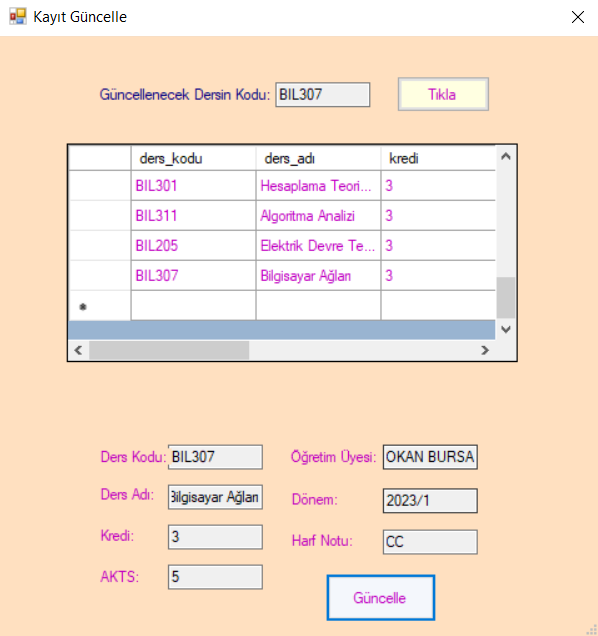 Kayıt Güncelle
Güncellenecek Dersin Kodu: BIL307 Tıkla
ders_kodu ders_adı kredi
BIL301 Hesaplama Teori... 3
BIL311 Algoritma Analizi 3
BIL205 Elektrik Devre Te... 3
BIL307 Bilgisayar Ağları 3
Ders Kodu: BIL307 Öğretim Üyesi: OKAN BURSA
Ders Adı: Bilgisayar Ağları Dönem: 2023/1
Kredi: 3 Harf Notu: CC
AKTS: 5
Güncelle